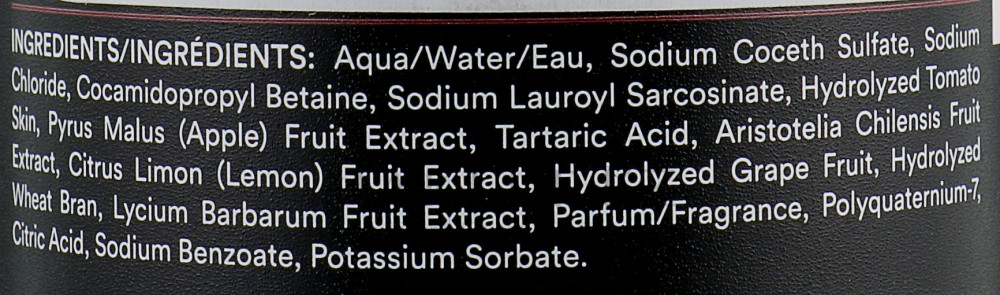 INGREDIENTS/INGRÉDIENTS: Aqua/Water/Eau, Sodium Coceth Sulfate, Sodium
Chloride, Cocamidopropyl Betaine, Sodium Lauroyl Sarcosinate, Hydrolyzed Tomato
Skin, Pyrus Malus (Apple) Fruit Extract, Tartaric Acid, Aristotelia Chilensis Fruit
Extract, Citrus Limon (Lemon) Fruit Extract, Hydrolyzed Grape Fruit, Hydrolyzed
Wheat Bran, Lycium Barbarum Fruit Extract, Parfum/Fragrance, Polyquaternium-7,
Citric Acid, Sodium Benzoate, Potassium Sorbate.